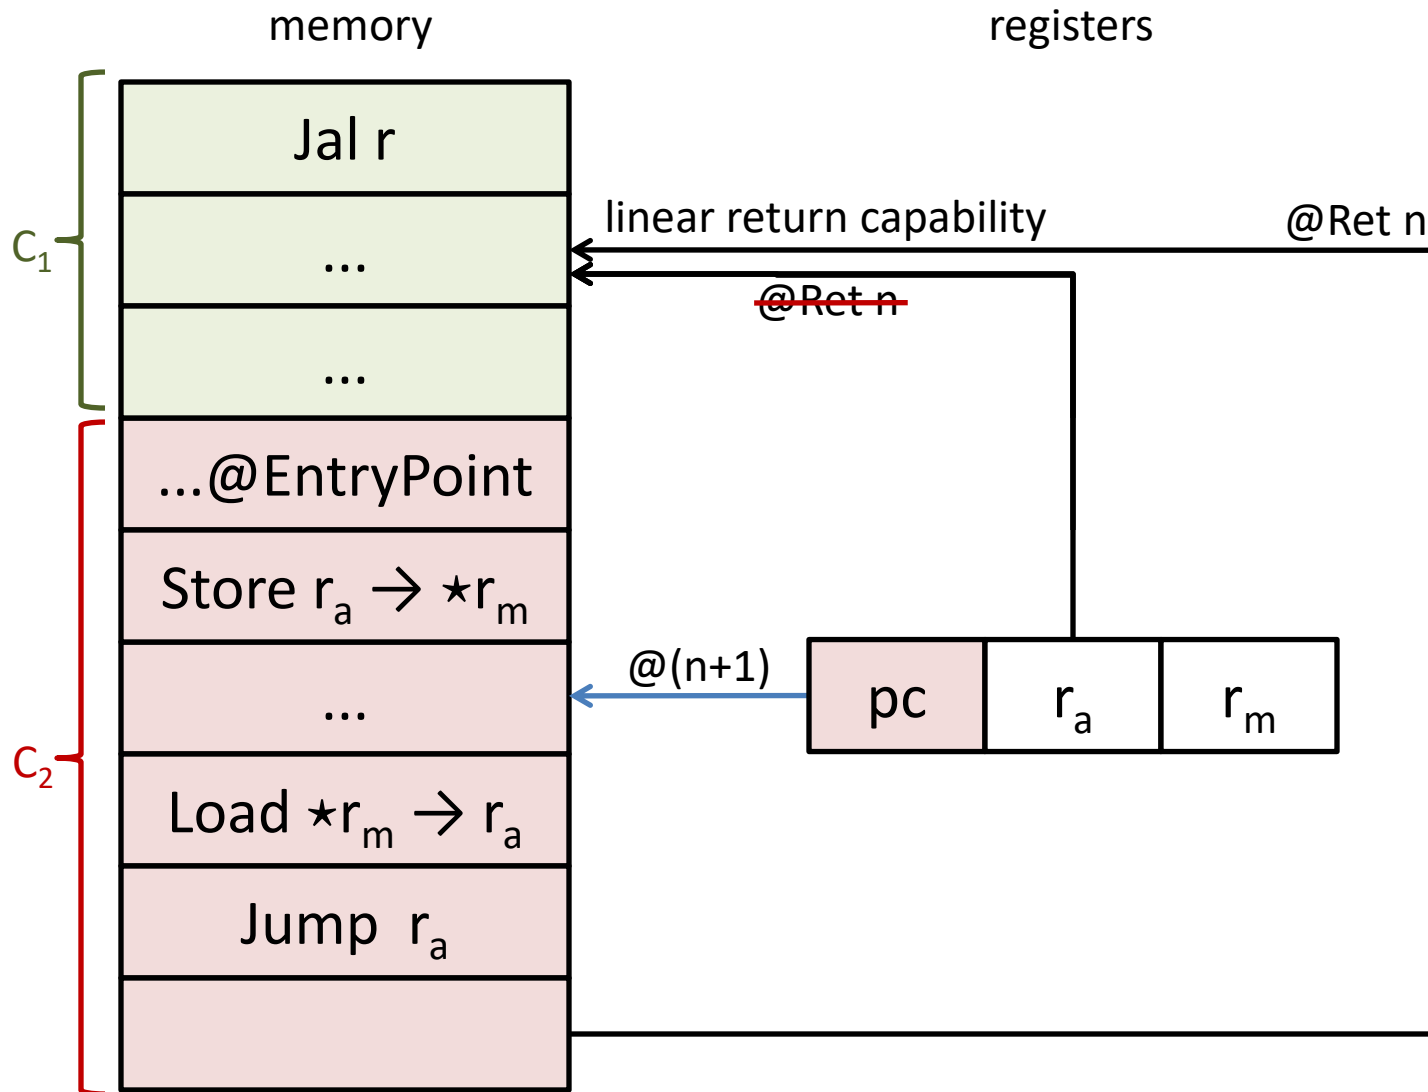 memory
registers
Jal r
linear return capability
@Ret n
C₁
...
@Ret n
...
...@EntryPoint
Store rₐ → ⋆rₘ
@(n+1)
...
pc
rₐ
rₘ
C₂
Load ⋆rₘ → rₐ
Jump rₐ